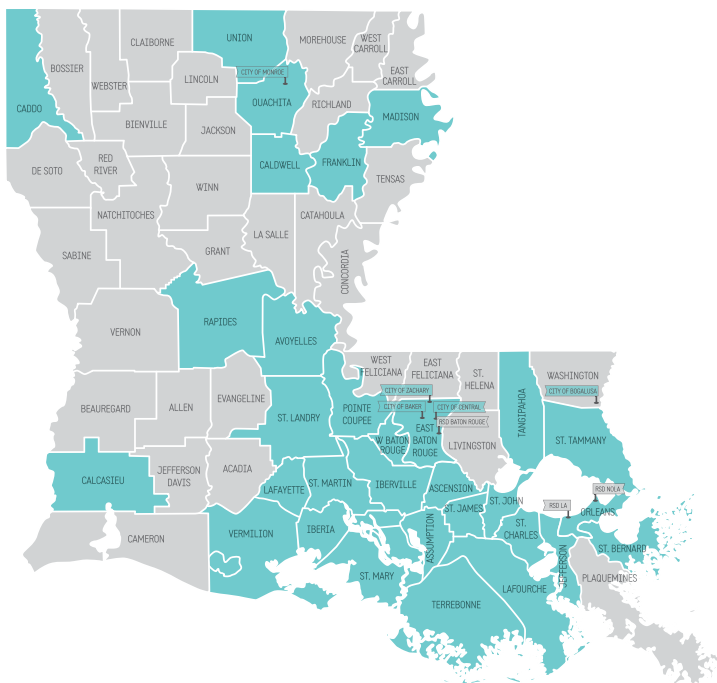 UNION
CLAIRBORNE
MOREHOUSE
WEST
CARROLL
BOSSIER
CITY OF MONROE
LINCOLN
EAST
CARROLL
WEBSTER
CADDO
OUACHITA
RICHLAND
MADISON
BIENVILLE
JACKSON
DE SOTO
RED
RIVER
CALDWELL
FRANKLIN
TENSAS
WINN
NATCHITOCHES
CATAHOULA
LA SALLE
SABINE
GRANT
CONCORDIA
VERNON
RAPIDES
AVOYELLES
WEST
FELICIANA
EAST
FELICIANA
ST.
HELENA
WASHINGTON
CITY OF ZACHARY
CITY OF BOGALUSA
BEAUREGARD
ALLEN
EVANGELINE
ST. LANDRY
POINTE
COUPEE
CITY OF BAKER
CITY OF CENTRAL
RSD BATON ROUGE
TANGIPAHOA
EAST
BATON
ROUGE
W BATON
ROUGE
LIVINGSTON
ST. TAMMANY
CALCASIEU
JEFFERSON
DAVIS
ACADIA
LAFAYETTE
ST. MARTIN
IBERVILLE
ASCENSION
ST. JAMES
ST. JOHN
RSD NOLA
RSD LA
ORLEANS
CAMERON
VERMILION
IBERIA
ASSUMPTION
ST.
CHARLES
ST. BERNARD
JEFFERSON
ST. MARY
PLAQUEMINES
LAFOURCHE
TERREBONNE